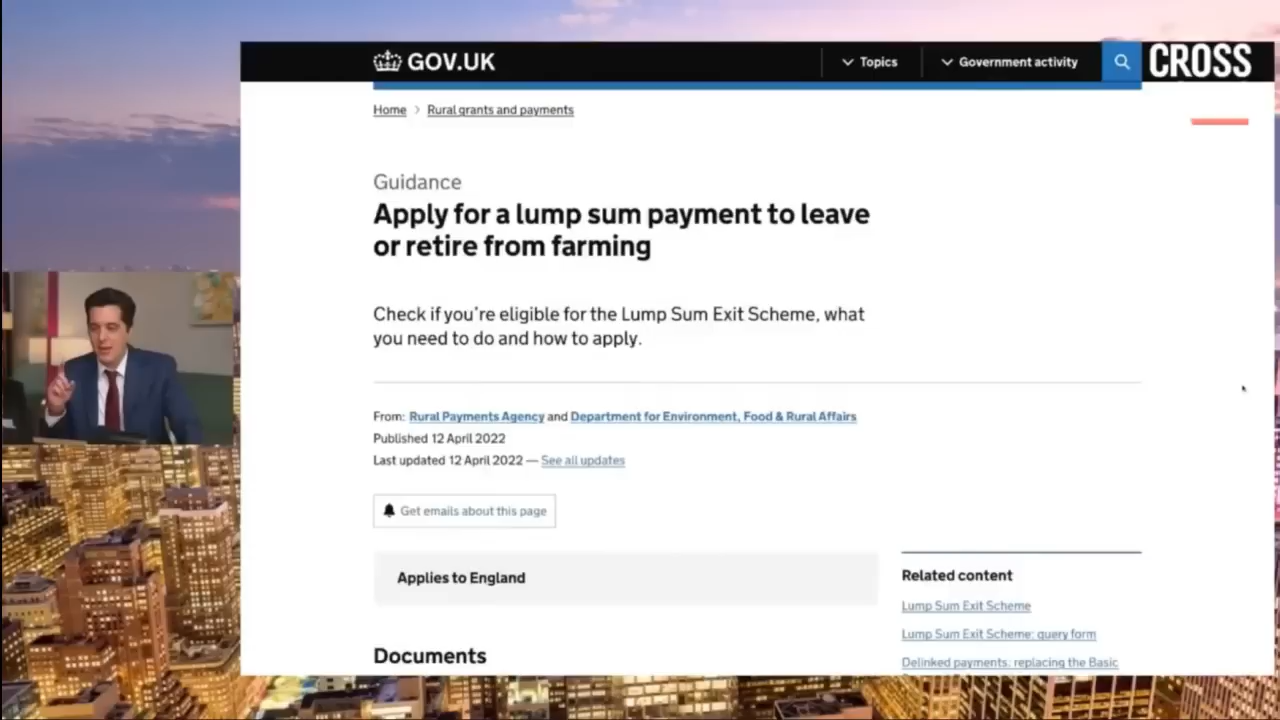 GOV.UK
Topics
Government activity
CROSS
Home > Rural grants and payments
Guidance
Apply for a lump sum payment to leave
or retire from farming
Check if you're eligible for the Lump Sum Exit Scheme, what
you need to do and how to apply.
From: Rural Payments Agency and Department for Environment, Food & Rural Affairs
Published 12 April 2022
Last updated 12 April 2022 — See all updates
Get emails about this page
Applies to England
Related content
Lump Sum Exit Scheme
Lump Sum Exit Scheme: query form
Delinked payments: replacing the Basic
Documents